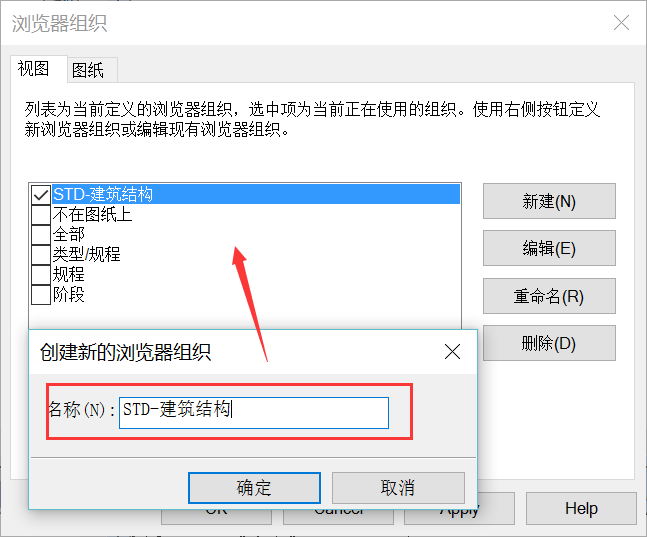 浏览器组织
视图
图纸
列表为当前定义的浏览器组织，选中项为当前正在使用的组织。使用右侧按钮定义
新浏览器组织或编辑现有浏览器组织。
STD-建筑结构
不在图纸上
全部
类型/规程
规程
阶段
新建(N)
编辑(E)
重命名(R)
删除(D)
创建新的浏览器组织
名称(N):
STD-建筑结构
确定
取消
OK
Cancel
Apply
Help